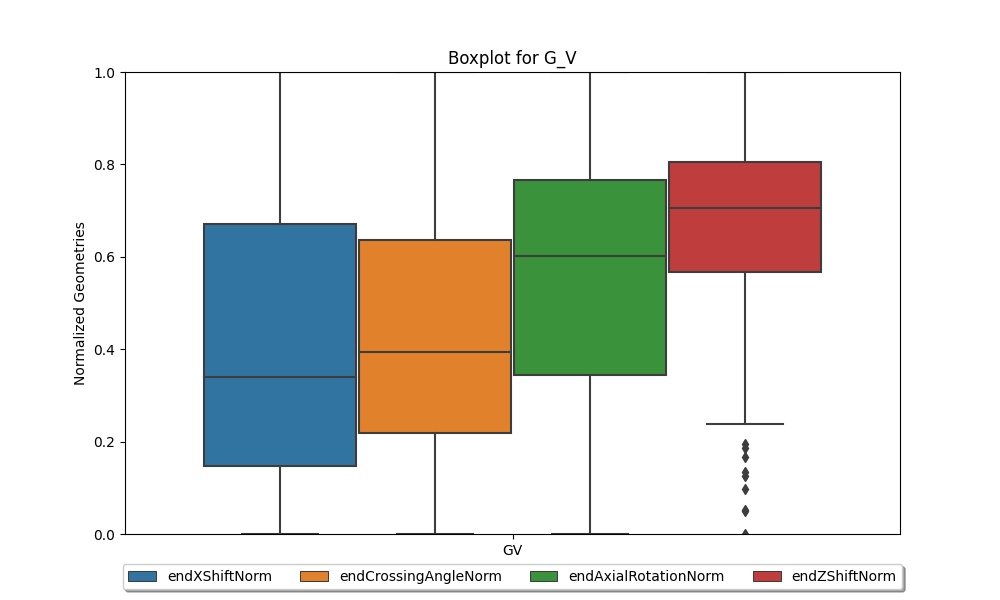 Boxplot for G_V
Normalized Geometries
1.0
0.8
0.6
0.4
0.2
0.0
GV
endXShiftNorm endCrossingAngleNorm endAxialRotationNorm endZShiftNorm